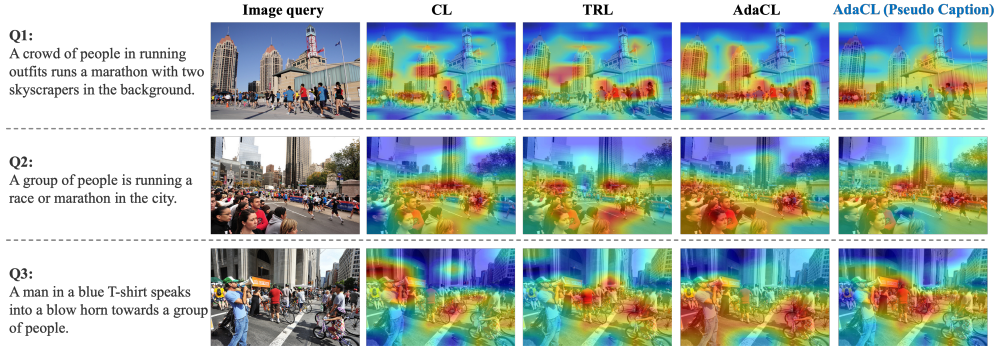 Image query CL TRL AdaCL AdaCL (Pseudo Caption)
Q1:
A crowd of people in running
outfits runs a marathon with two
skyscrapers in the background.
Q2:
A group of people is running a
race or marathon in the city.
Q3:
A man in a blue T-shirt speaks
into a blow horn towards a group
of people.